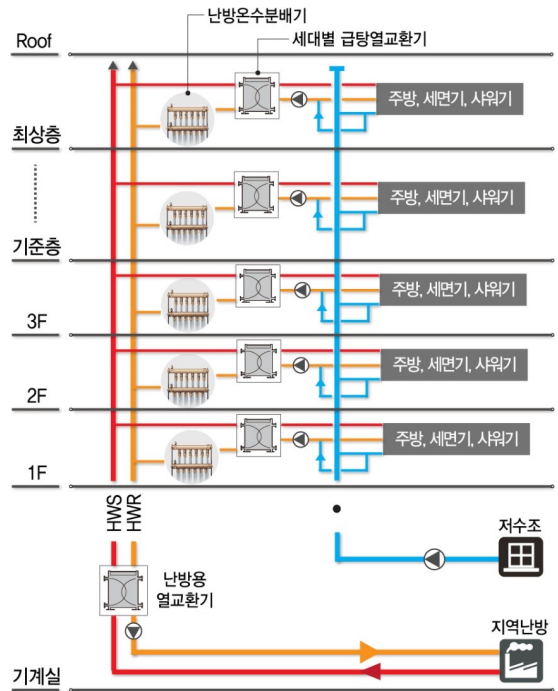 난방온수분배기
세대별 급탕열교환기
Roof
주방, 세면기, 샤워기
최상층
주방, 세면기, 샤워기
기준층
주방, 세면기, 샤워기
3F
주방, 세면기, 샤워기
2F
주방, 세면기, 샤워기
1F
HWS
HWR
저수조
난방용
열교환기
지역난방
기계실